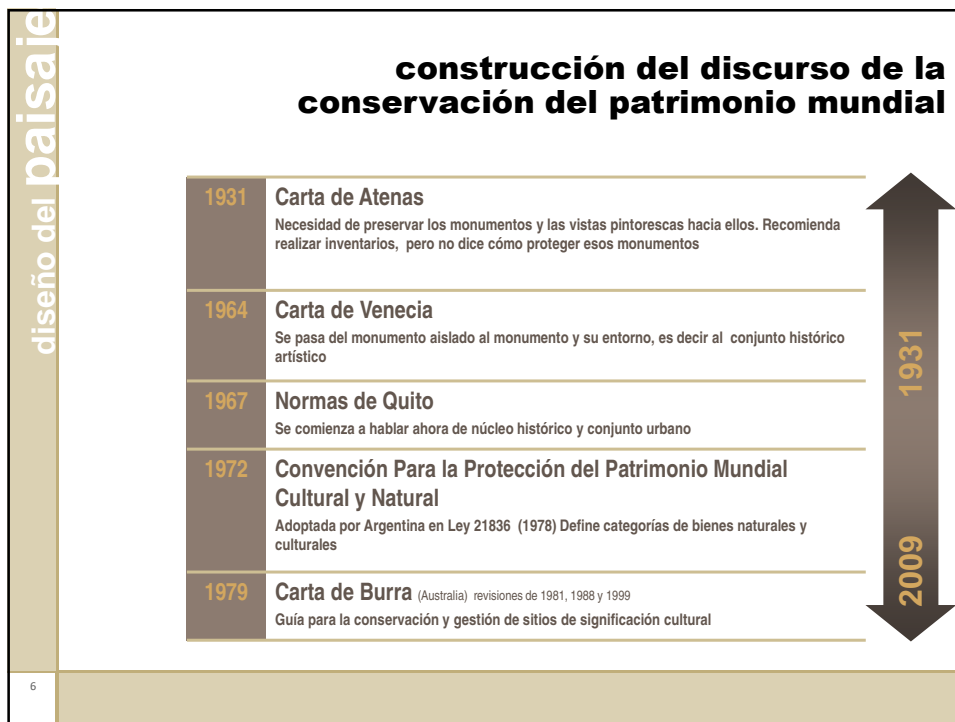 diseño del paisaje
construcción del discurso de la
conservación del patrimonio mundial
1931
Carta de Atenas
Necesidad de preservar los monumentos y las vistas pintorescas hacia ellos. Recomienda
realizar inventarios, pero no dice cómo proteger esos monumentos
1964
Carta de Venecia
Se pasa del monumento aislado al monumento y su entorno, es decir al conjunto histórico
artístico
1967
Normas de Quito
Se comienza a hablar ahora de núcleo histórico y conjunto urbano
1972
Convención Para la Protección del Patrimonio Mundial
Cultural y Natural
Adoptada por Argentina en Ley 21836 (1978) Define categorías de bienes naturales y
culturales
1979
Carta de Burra (Australia) revisiones de 1981, 1988 y 1999
Guía para la conservación y gestión de sitios de significación cultural
1931
2009
6